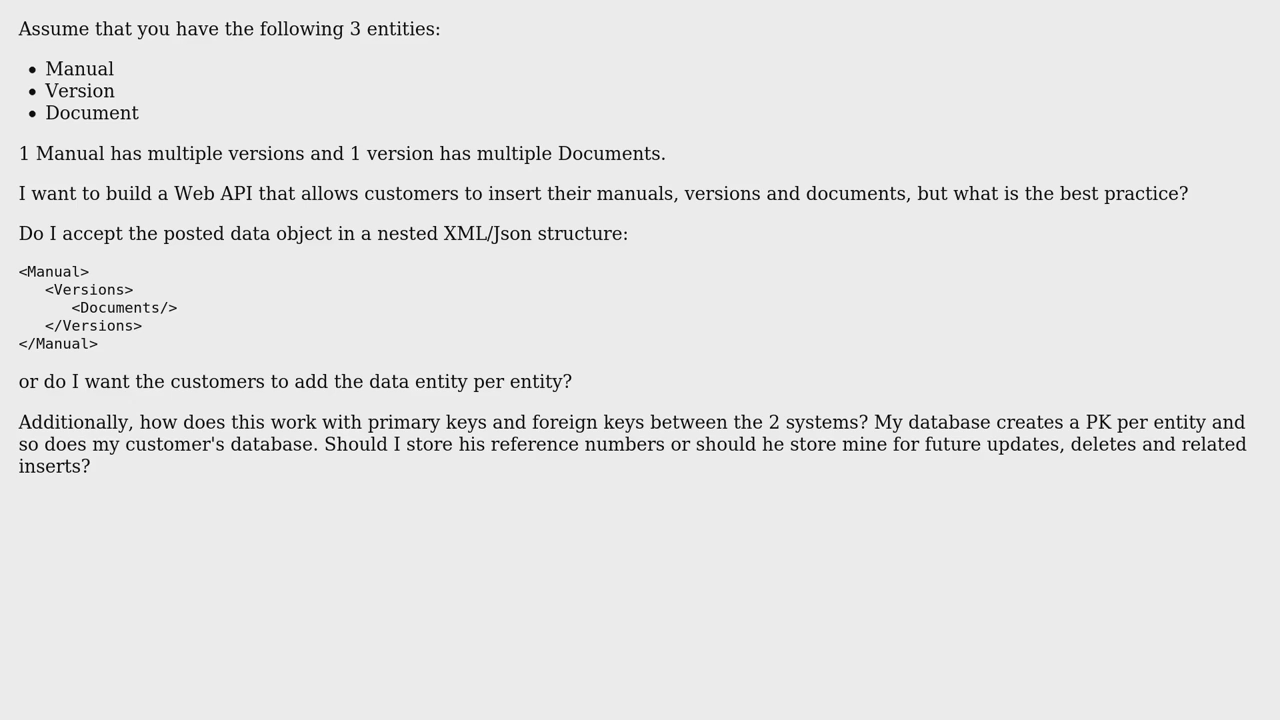 Assume that you have the following 3 entities:
• Manual
• Version
• Document
1 Manual has multiple versions and 1 version has multiple Documents.
I want to build a Web API that allows customers to insert their manuals, versions and documents, but what is the best practice?
Do I accept the posted data object in a nested XML/Json structure:
<Manual>
   <Versions>
      <Documents/>
   </Versions>
</Manual>
or do I want the customers to add the data entity per entity?
Additionally, how does this work with primary keys and foreign keys between the 2 systems? My database creates a PK per entity and
so does my customer's database. Should I store his reference numbers or should he store mine for future updates, deletes and related
inserts?